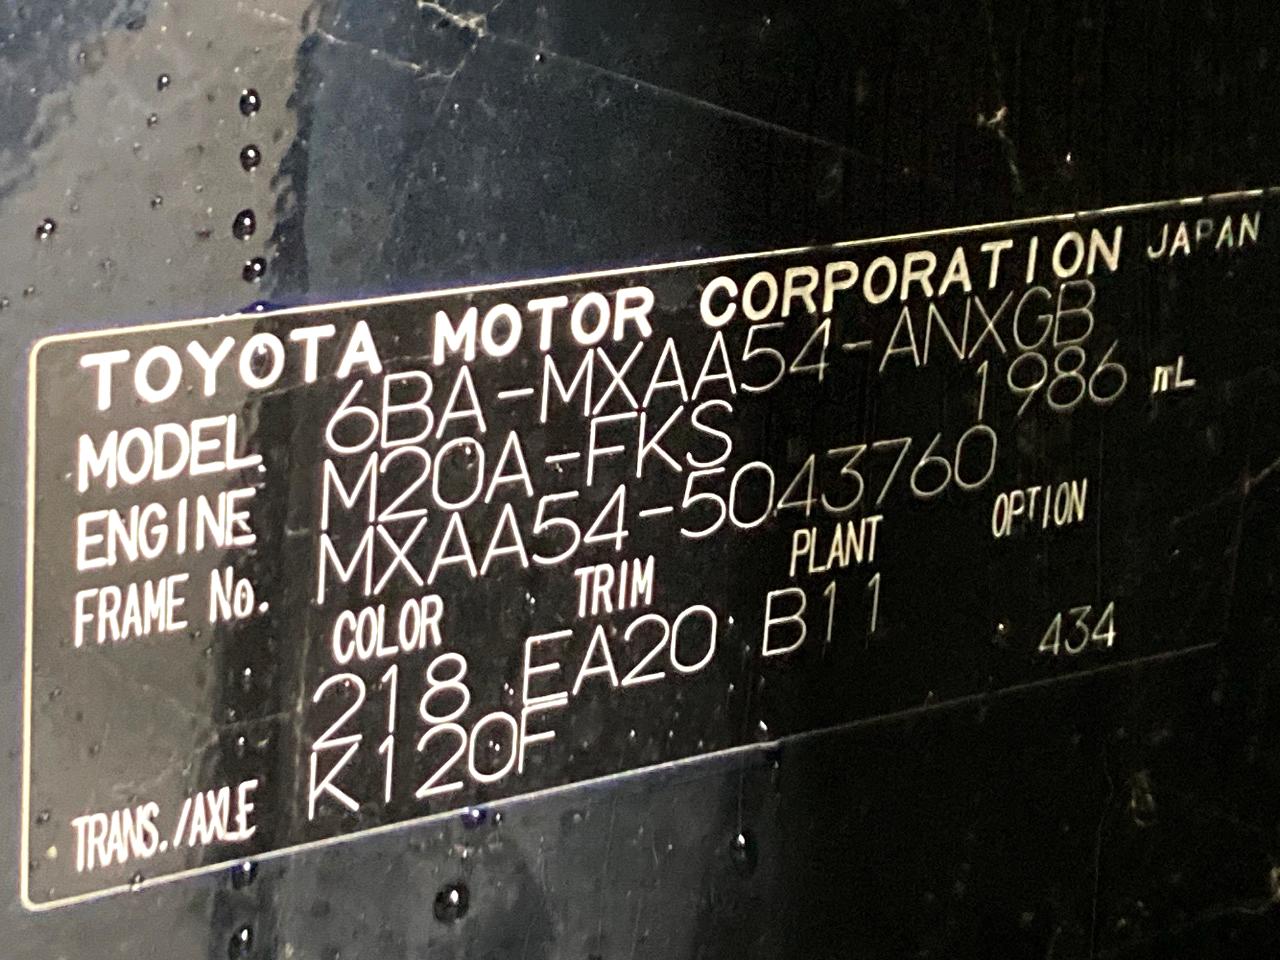 TOYOTA MOTOR CORPORATION JAPAN
MODEL 6BA-MXAA54-ANXGB
ENGINE M20A-FKS 1986 mL
FRAME No. MXAA54-5043760
COLOR TRIM PLANT OPTION
218 EA20 B11 434
TRANS./AXLE K120F